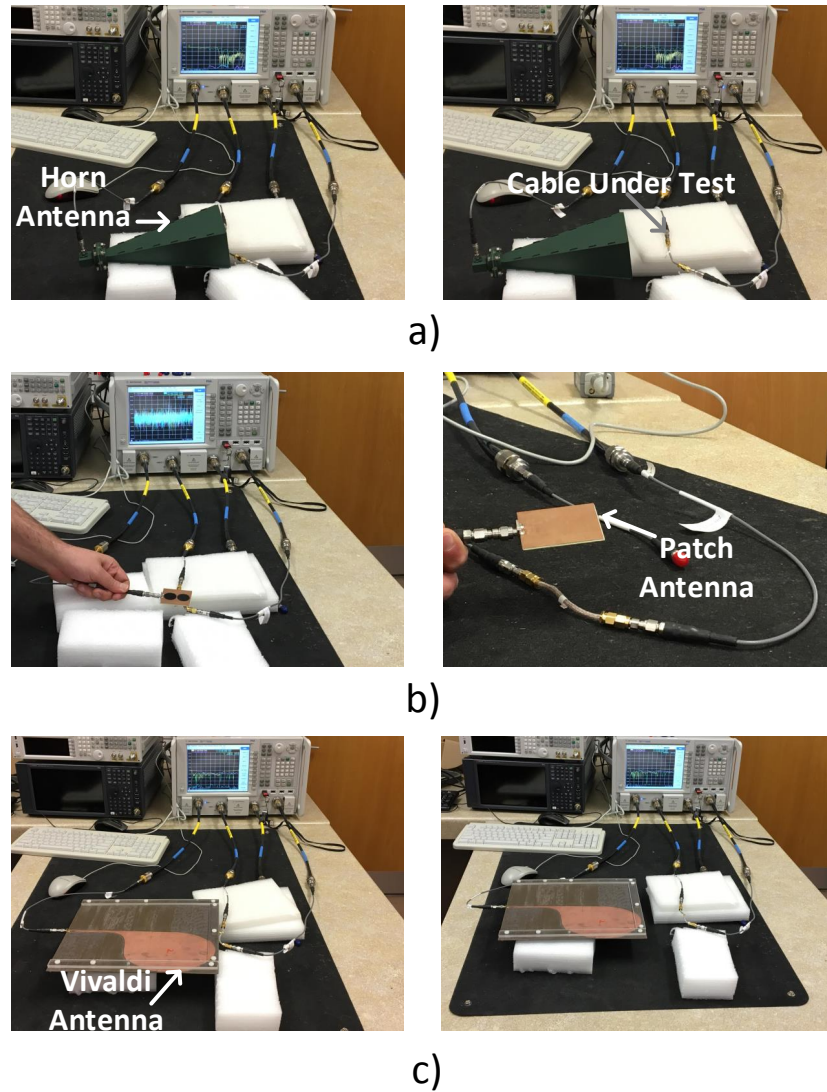 Horn
Antenna
Cable Under Test
a)
Patch
Antenna
b)
Vivaldi
Antenna
c)